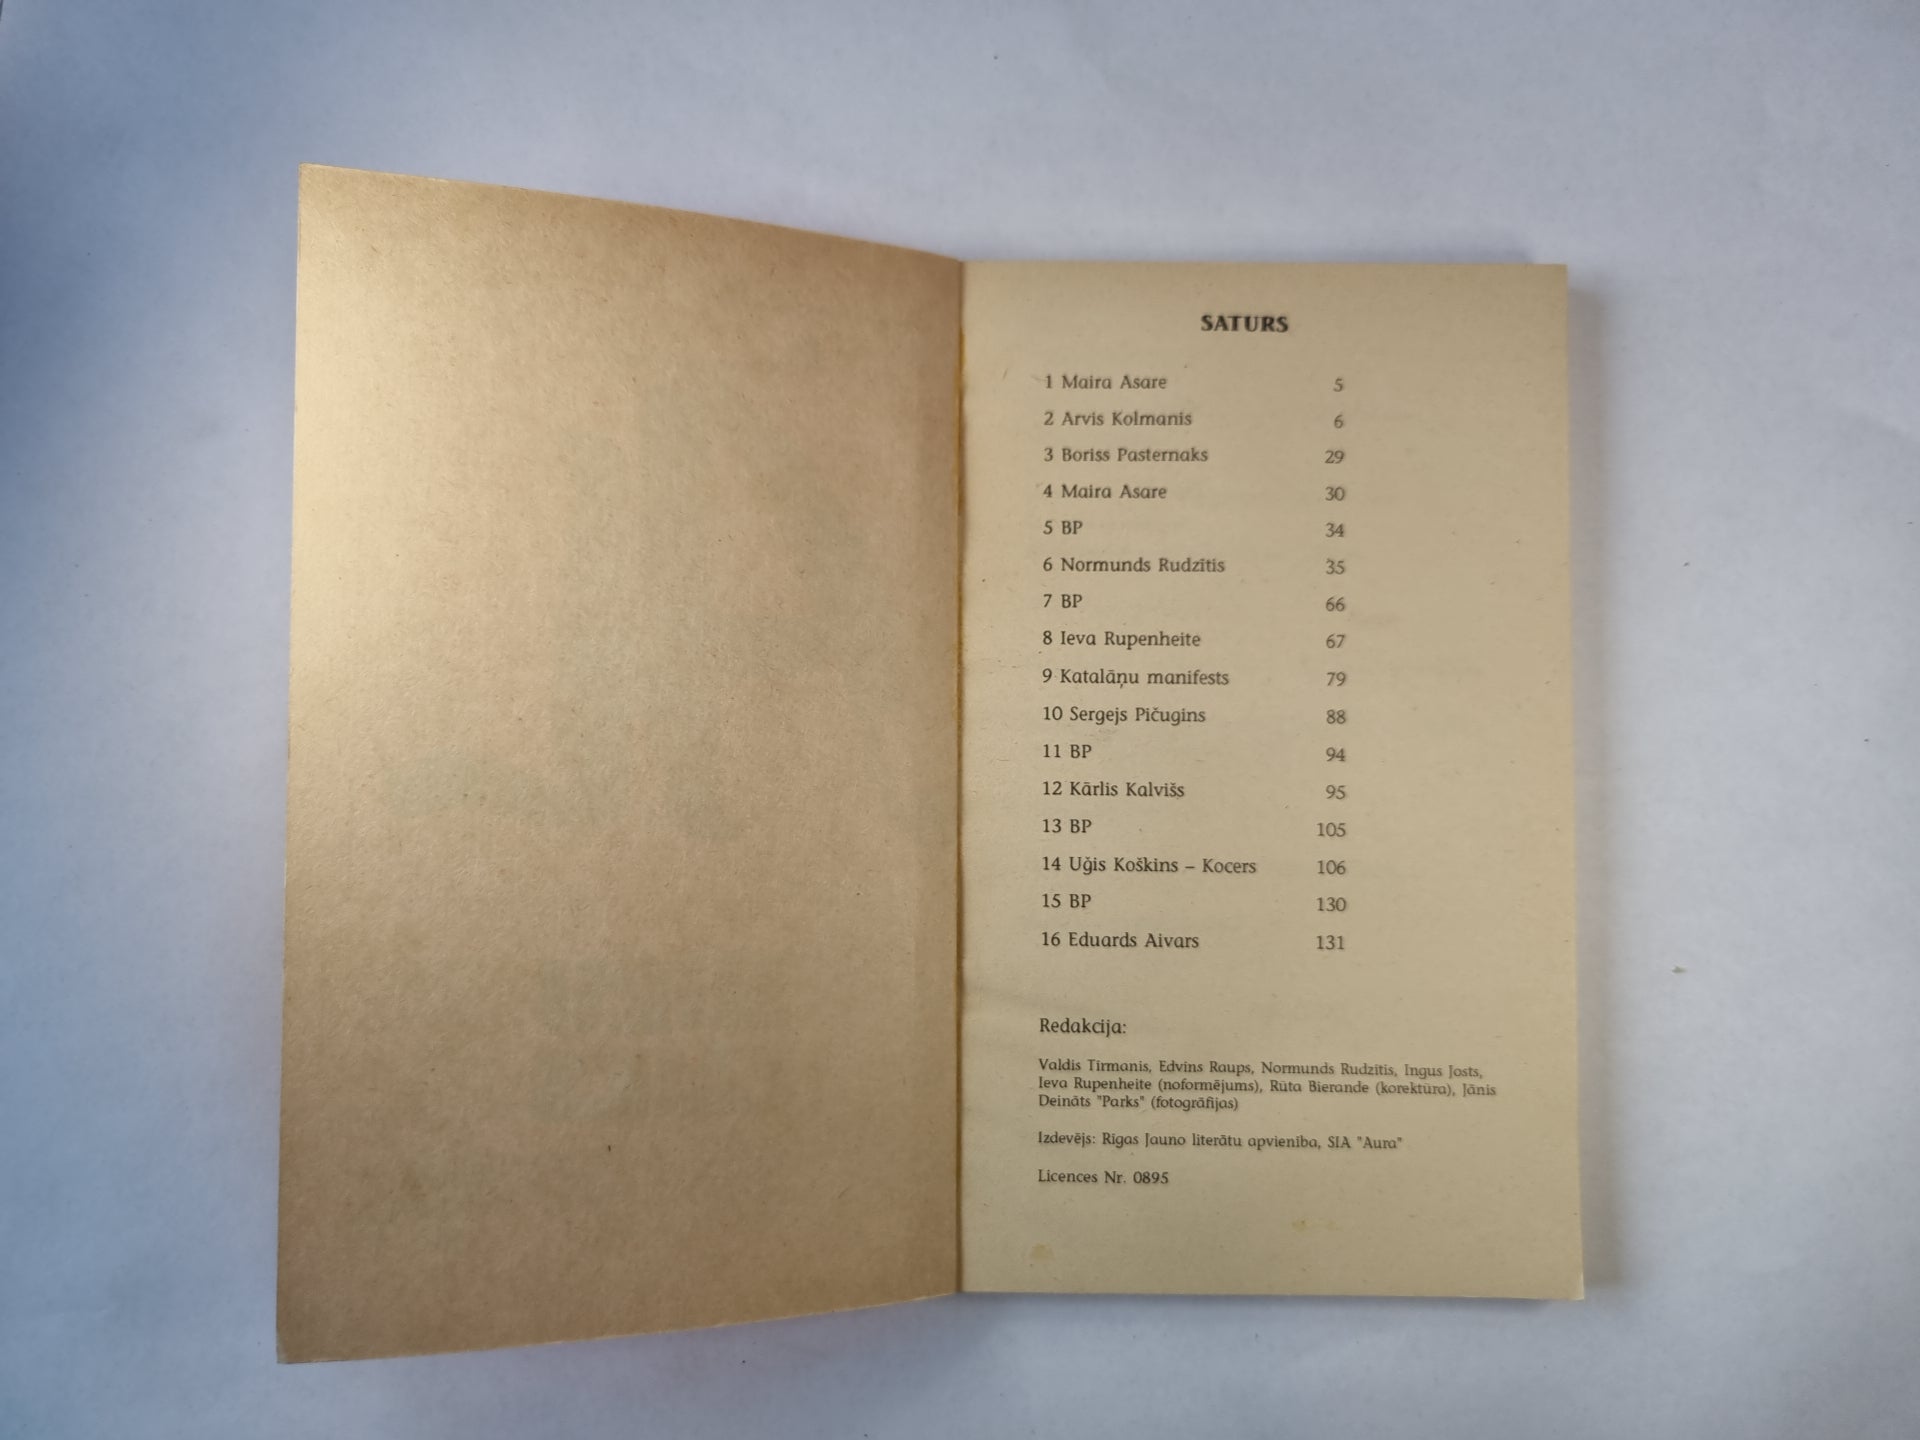 SATURS
1 Maira Asare 5
2 Arvis Kolmanis 6
3 Boriss Pasternaks 29
4 Maira Asare 30
5 BP 34
6 Normunds Rudzītis 35
7 BP 66
8 Ieva Rupenheite 67
9 Katalāņu manifests 79
10 Sergejs Pičugins 88
11 BP 94
12 Kārlis Kalvišs 95
13 BP 105
14 Uģis Koškins – Kocers 106
15 BP 130
16 Eduards Aivars 131
Redakcija:
Valdis Tīrmanis, Edvīns Raups, Normunds Rudzītis, Ingus Josts,
Ieva Rupenheite (noformējums), Rūta Bierande (korektūra), Jānis
Deināts "Parks" (fotogrāfijas)
Izdevējs: Rīgas Jauno literātu apvienība, SIA "Aura"
Licences Nr. 0895